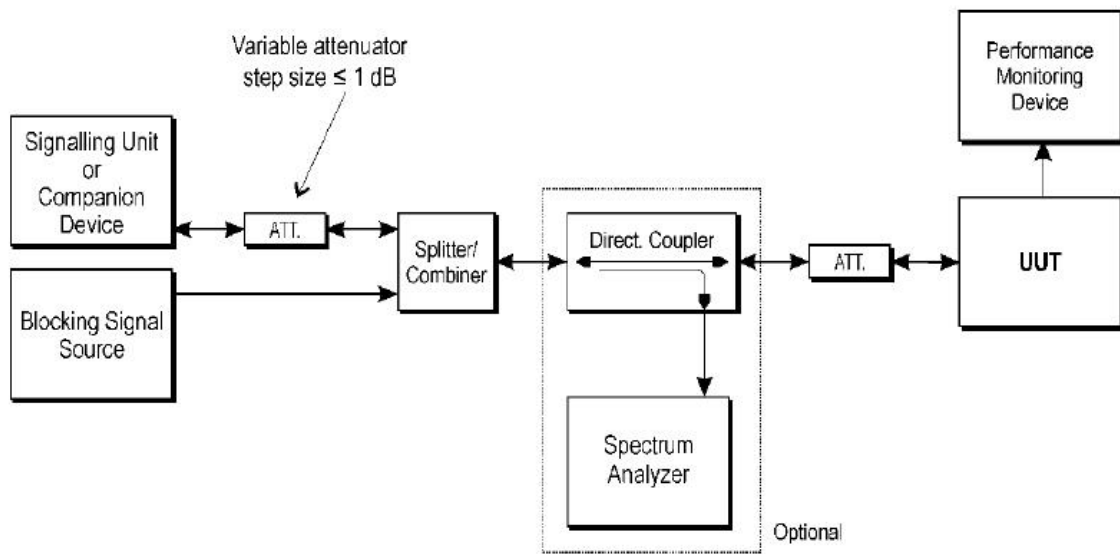 Variable attenuator
step size ≤ 1 dB
Performance
Monitoring
Device
Signalling Unit
or
Companion
Device
ATT.
Splitter/
Combiner
Direct. Coupler
ATT.
UUT
Blocking Signal
Source
Spectrum
Analyzer
Optional